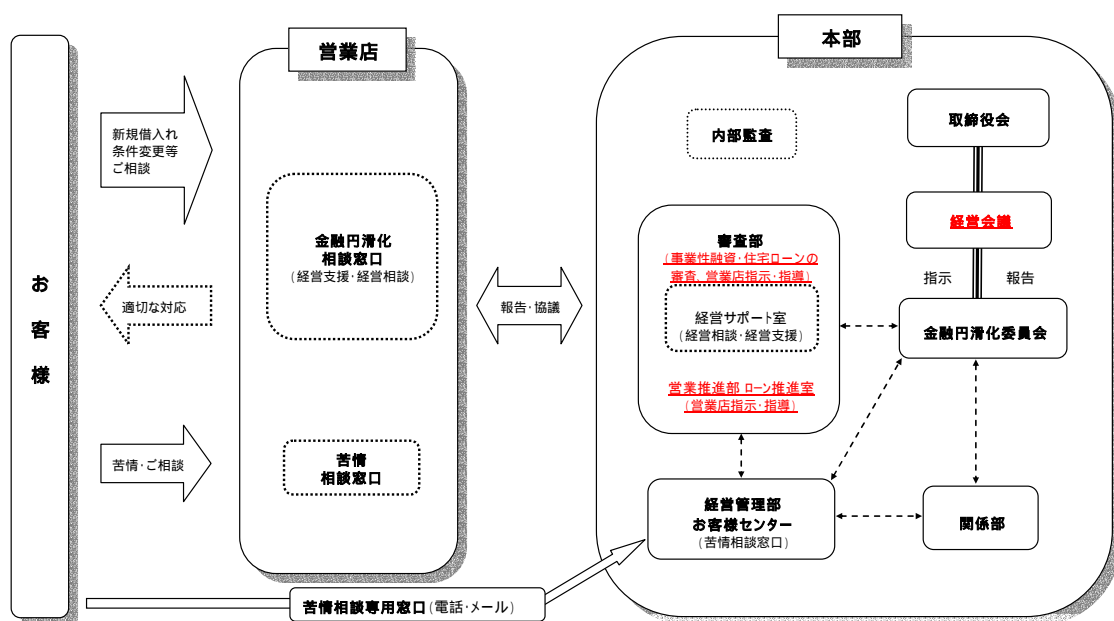 お客様
営業店
新規借入れ
条件変更等
ご相談
適切な対応
苦情・ご相談
金融円滑化
相談窓口
(経営支援・経営相談)
苦情
相談窓口
報告・協議
本部
内部監査
取締役会
経営会議
指示 報告
金融円滑化委員会
審査部
(事業性融資・住宅ローンの
審査、営業店指示・指導)
経営サポート室
(経営相談・経営支援)
営業推進部 ローン推進室
(営業店指示・指導)
経営管理部
お客様センター
(苦情相談窓口)
関係部
苦情相談専用窓口(電話・メール)